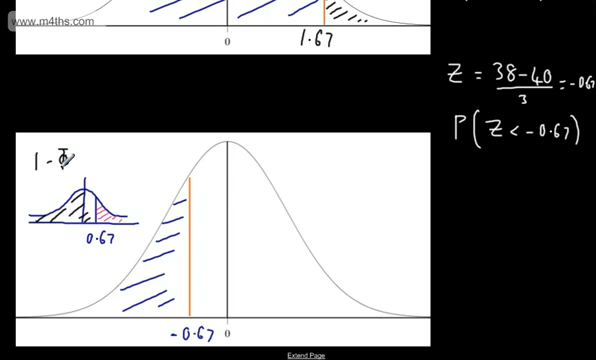 www.m4ths.com
0
1.67
Z = 38-40/3 = -0.67
P(Z < -0.67)
1 - Φ
0.67
-0.67
0
Extend Page